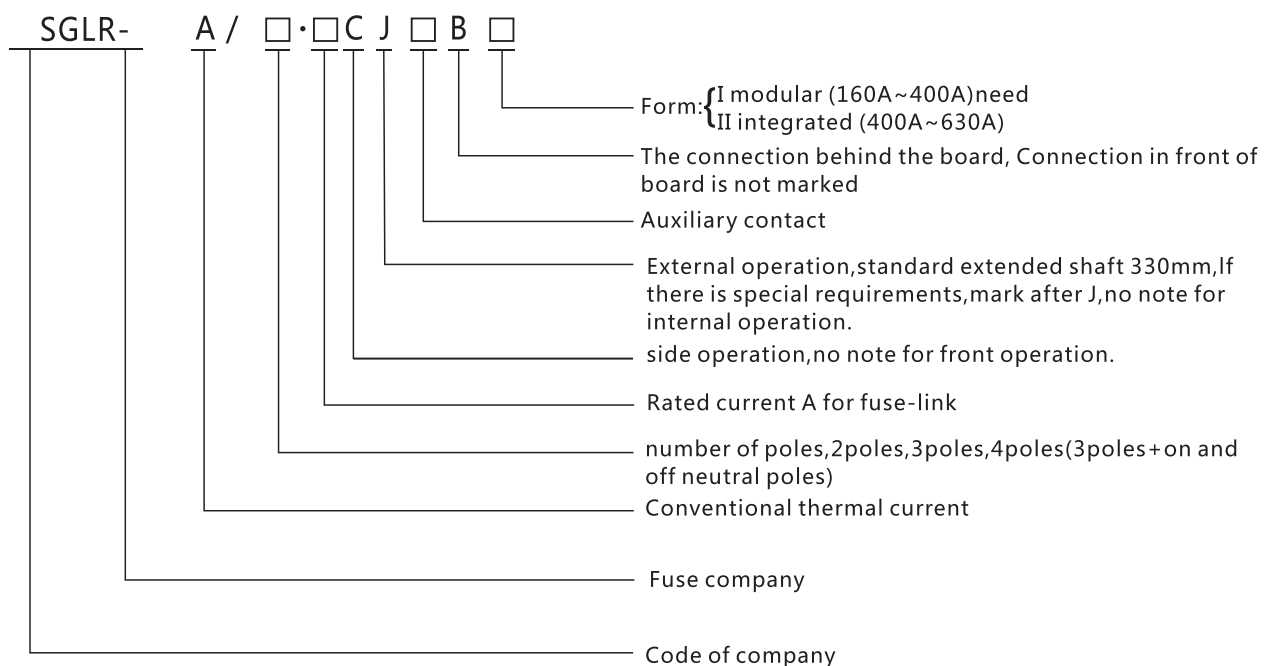 SGLR- A / □·□ C J □ B □
Form:{I modular (160A~400A)need
II integrated (400A~630A)
The connection behind the board, Connection in front of
board is not marked
Auxiliary contact
External operation,standard extended shaft 330mm,If
there is special requirements,mark after J,no note for
internal operation.
side operation,no note for front operation.
Rated current A for fuse-link
number of poles,2poles,3poles,4poles(3poles+on and
off neutral poles)
Conventional thermal current
Fuse company
Code of company